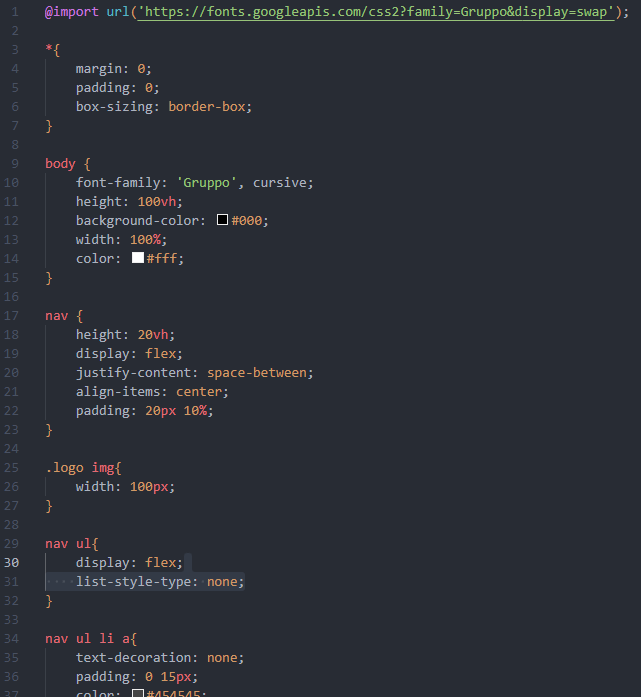 1 @import url('https://fonts.googleapis.com/css2?family=Gruppo&display=swap');
2
3 *{
4     margin: 0;
5     padding: 0;
6     box-sizing: border-box;
7 }
8
9 body {
10     font-family: 'Gruppo', cursive;
11     height: 100vh;
12     background-color: #000;
13     width: 100%;
14     color: #fff;
15 }
16
17 nav {
18     height: 20vh;
19     display: flex;
20     justify-content: space-between;
21     align-items: center;
22     padding: 20px 10%;
23 }
24
25 .logo img{
26     width: 100px;
27 }
28
29 nav ul{
30     display: flex;
31     list-style-type: none;
32 }
33
34 nav ul li a{
35     text-decoration: none;
36     padding: 0 15px;
37     color: #454545;